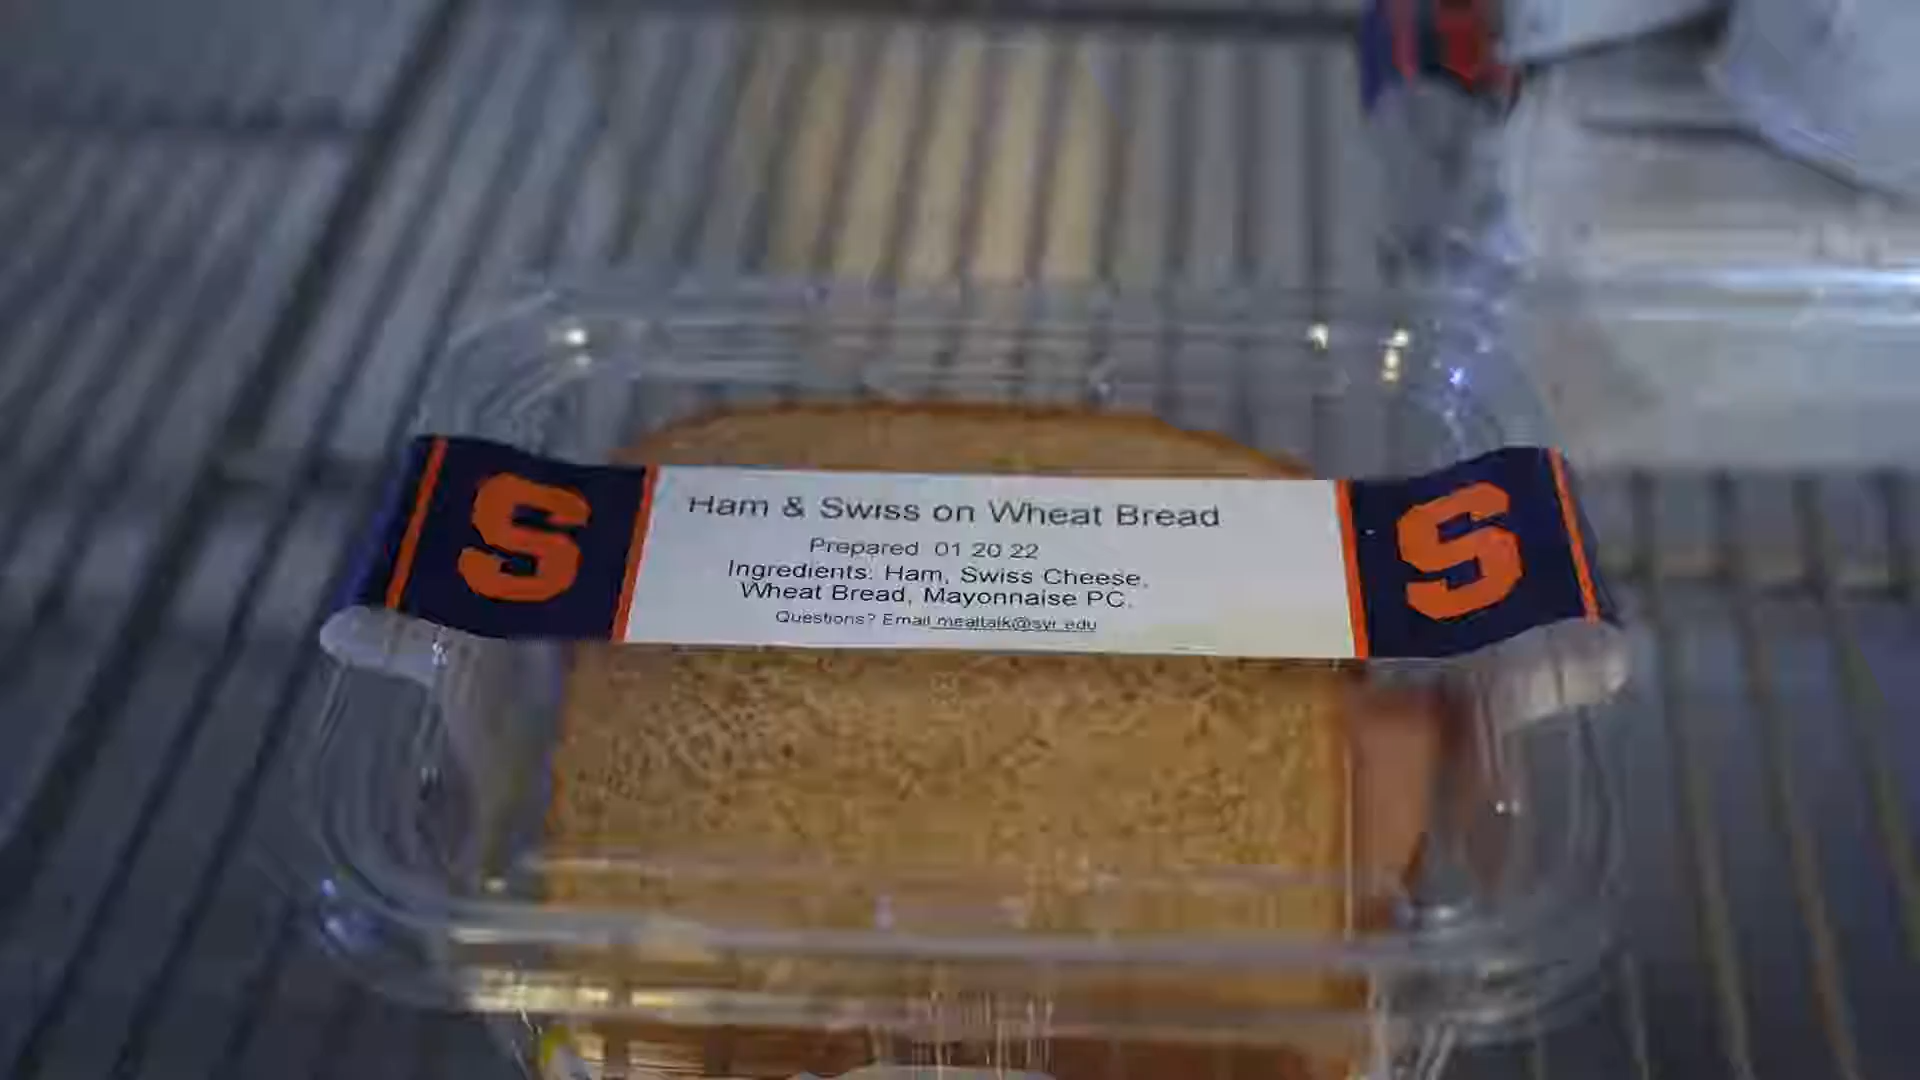 S
Ham & Swiss on Wheat Bread
S
Prepared 01 20 22
Ingredients: Ham, Swiss Cheese,
Wheat Bread, Mayonnaise PC.
Questions? Email mealtalk@syr.edu